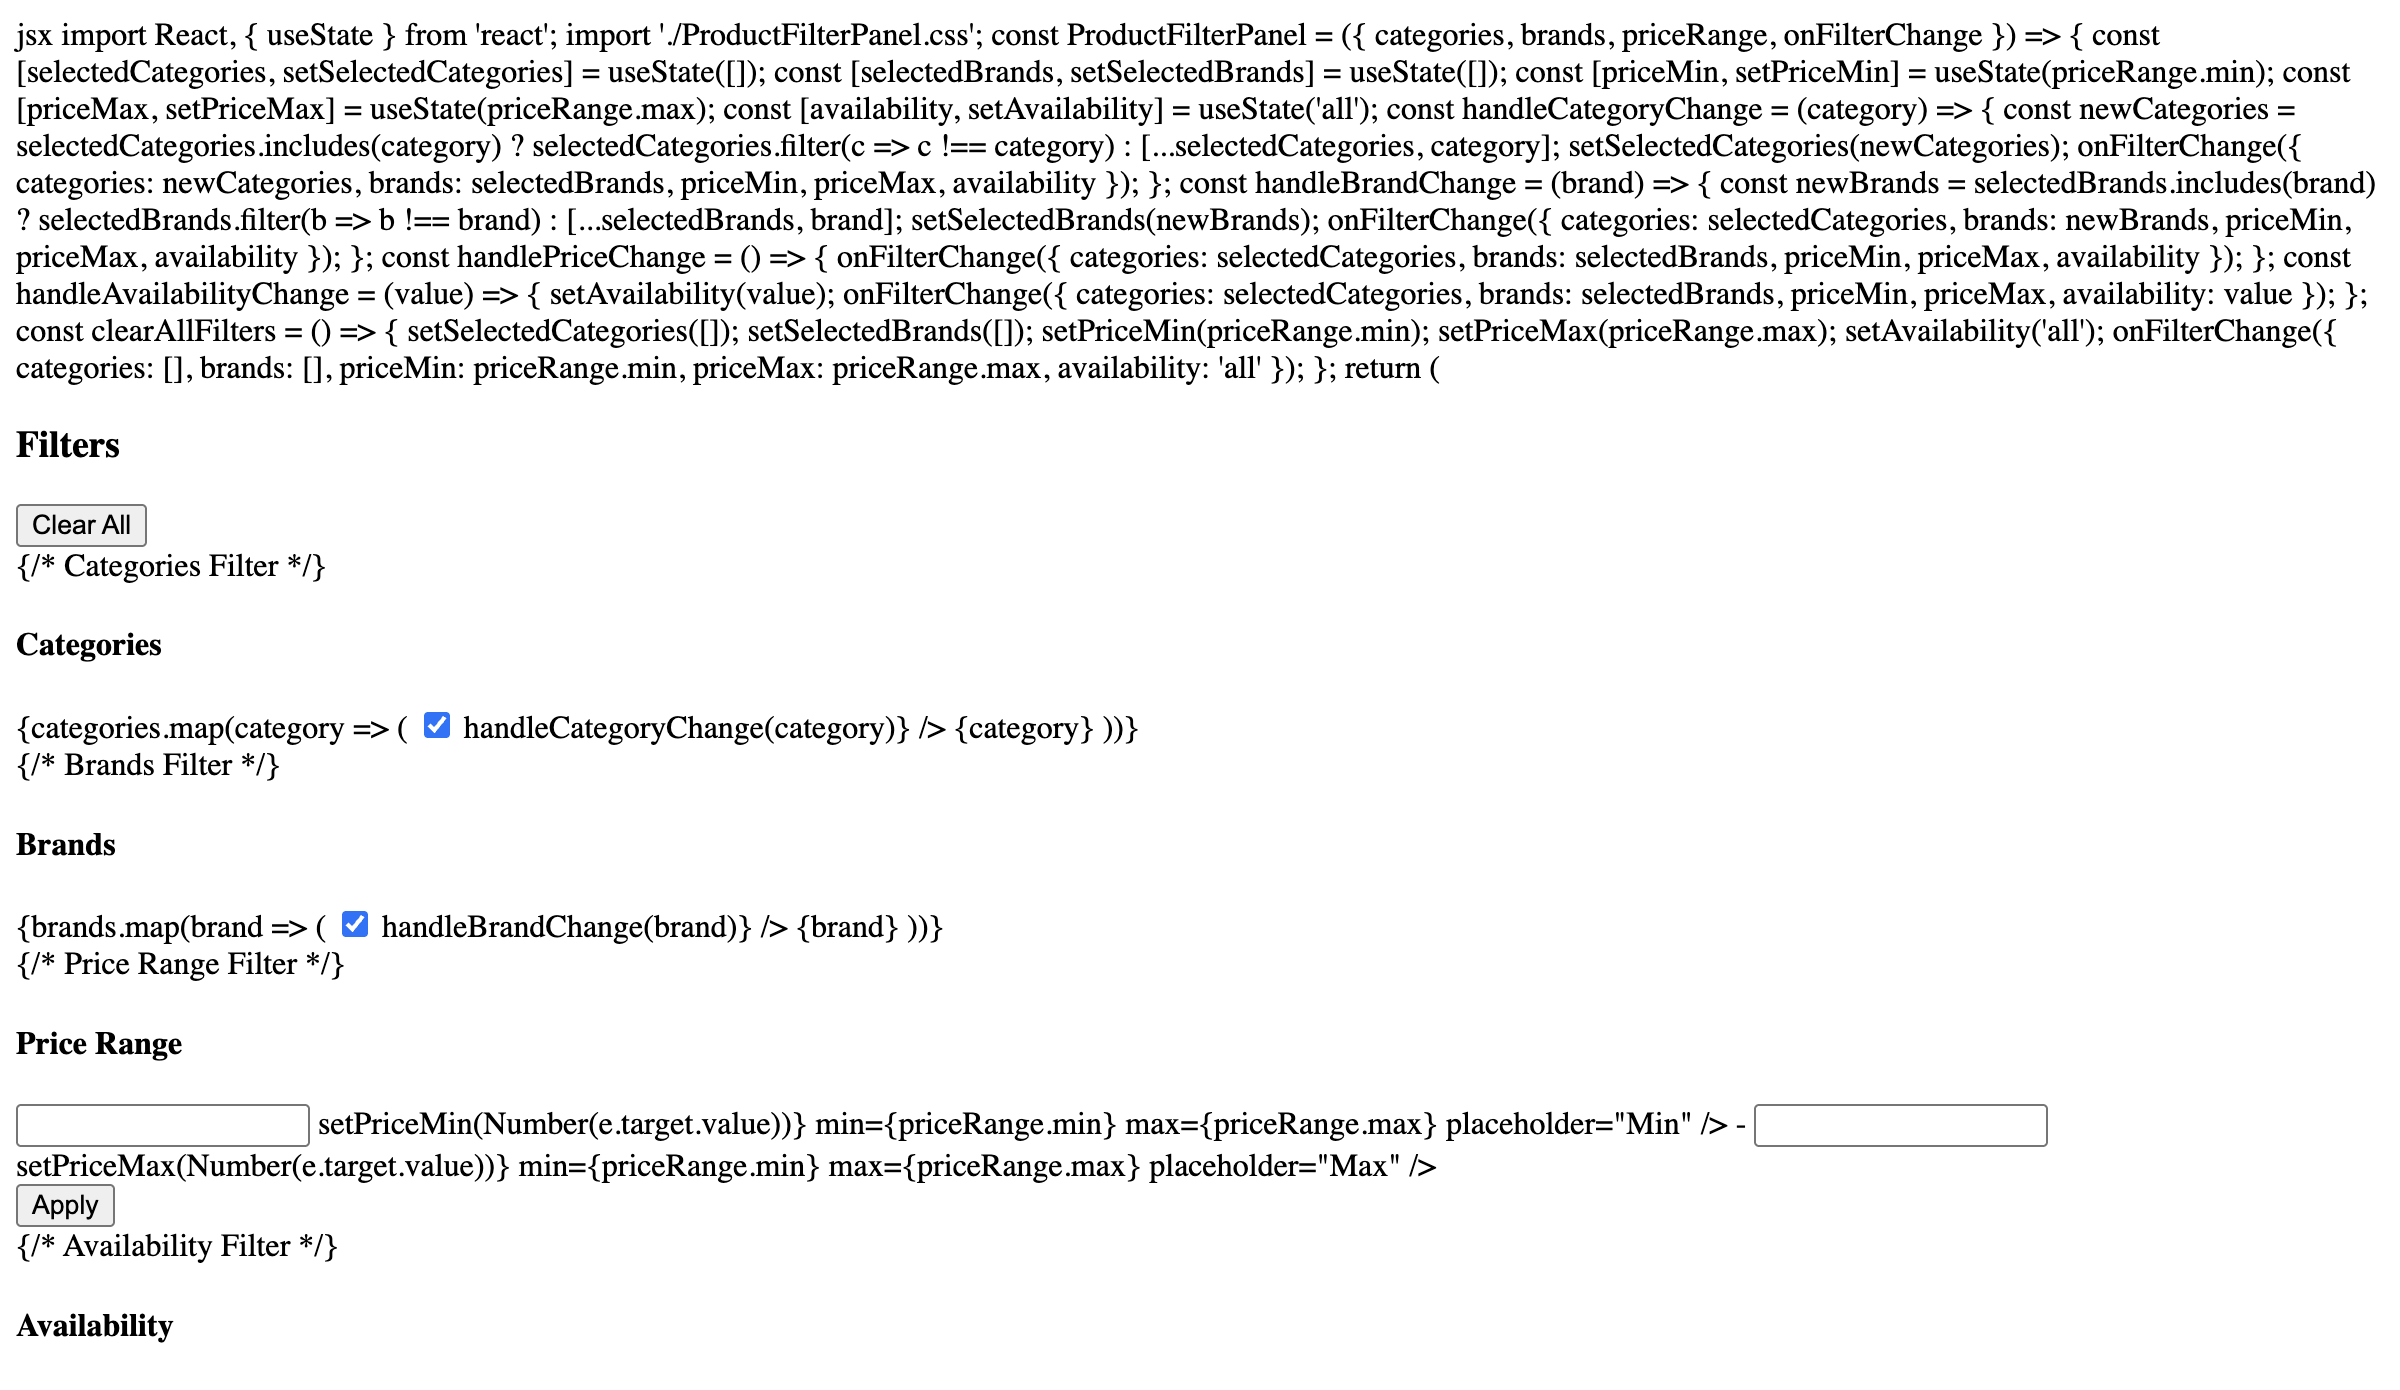 jsx import React, { useState } from 'react'; import './ProductFilterPanel.css'; const ProductFilterPanel = ({ categories, brands, priceRange, onFilterChange }) => { const
[selectedCategories, setSelectedCategories] = useState([]); const [selectedBrands, setSelectedBrands] = useState([]); const [priceMin, setPriceMin] = useState(priceRange.min); const
[priceMax, setPriceMax] = useState(priceRange.max); const [availability, setAvailability] = useState('all'); const handleCategoryChange = (category) => { const newCategories =
selectedCategories.includes(category) ? selectedCategories.filter(c => c !== category) : [...selectedCategories, category]; setSelectedCategories(newCategories); onFilterChange({
categories: newCategories, brands: selectedBrands, priceMin, priceMax, availability }); }; const handleBrandChange = (brand) => { const newBrands = selectedBrands.includes(brand)
? selectedBrands.filter(b => b !== brand) : [...selectedBrands, brand]; setSelectedBrands(newBrands); onFilterChange({ categories: selectedCategories, brands: newBrands, priceMin,
priceMax, availability }); }; const handlePriceChange = () => { onFilterChange({ categories: selectedCategories, brands: selectedBrands, priceMin, priceMax, availability }); }; const
handleAvailabilityChange = (value) => { setAvailability(value); onFilterChange({ categories: selectedCategories, brands: selectedBrands, priceMin, priceMax, availability: value }); };
const clearAllFilters = () => { setSelectedCategories([]); setSelectedBrands([]); setPriceMin(priceRange.min); setPriceMax(priceRange.max); setAvailability('all'); onFilterChange({
categories: [], brands: [], priceMin: priceRange.min, priceMax: priceRange.max, availability: 'all' }); }; return (
Filters
Clear All
{/* Categories Filter */}
Categories
{categories.map(category => ( handleCategoryChange(category)} /> {category} ))}
{/* Brands Filter */}
Brands
{brands.map(brand => ( handleBrandChange(brand)} /> {brand} ))}
{/* Price Range Filter */}
Price Range
setPriceMin(Number(e.target.value))} min={priceRange.min} max={priceRange.max} placeholder="Min" /> -
setPriceMax(Number(e.target.value))} min={priceRange.min} max={priceRange.max} placeholder="Max" />
Apply
{/* Availability Filter */}
Availability